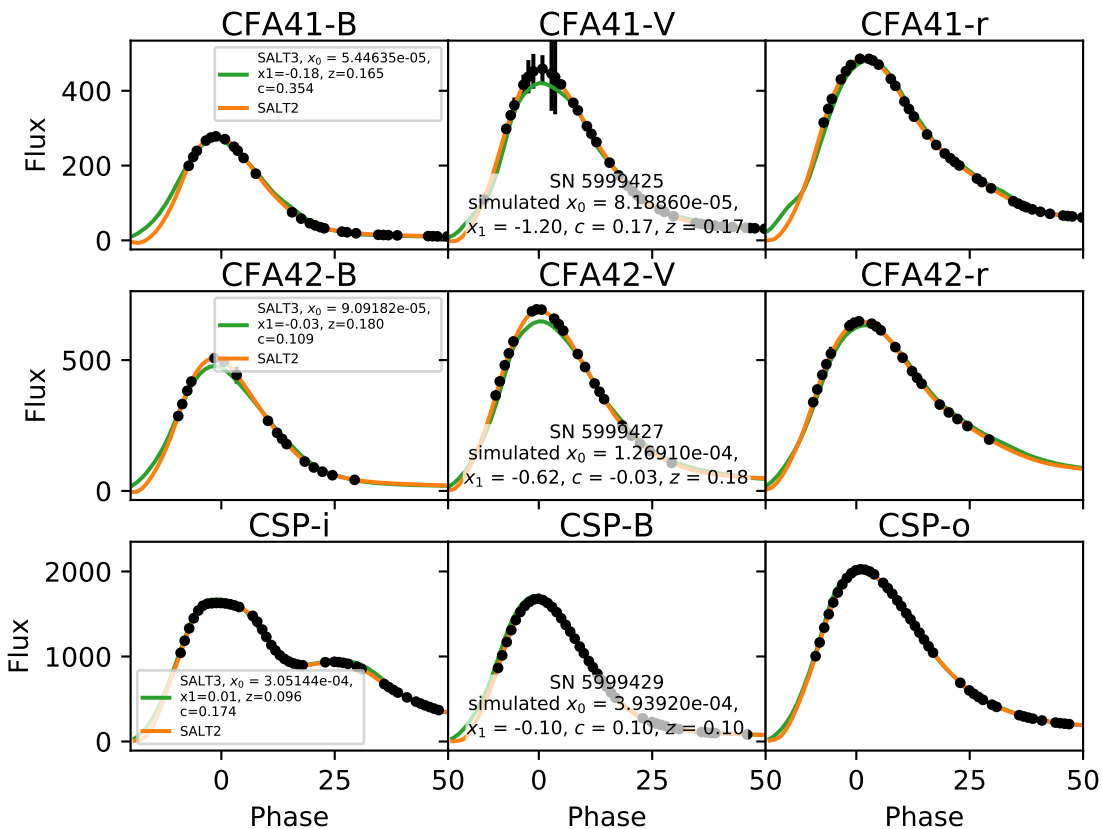 CFA41-B CFA41-V CFA41-r
Flux
400
200
0
SALT3, x0 = 5.44635e-05,
x1=-0.18, z=0.165
c=0.354
SALT2
SN 5999425
simulated x0 = 8.18860e-05,
x1 = -1.20, c = 0.17, z = 0.17
CFA42-B CFA42-V CFA42-r
Flux
500
0
SALT3, x0 = 9.09182e-05,
x1=-0.03, z=0.180
c=0.109
SALT2
SN 5999427
simulated x0 = 1.26910e-04,
x1 = -0.62, c = -0.03, z = 0.18
CSP-i CSP-B CSP-o
Flux
2000
1000
0
SALT3, x0 = 3.05144e-04,
x1=0.01, z=0.096
c=0.174
SALT2
SN 5999429
simulated x0 = 3.93920e-04,
x1 = -0.10, c = 0.10, z = 0.10
0 25 50 0 25 50 0 25 50
Phase Phase Phase